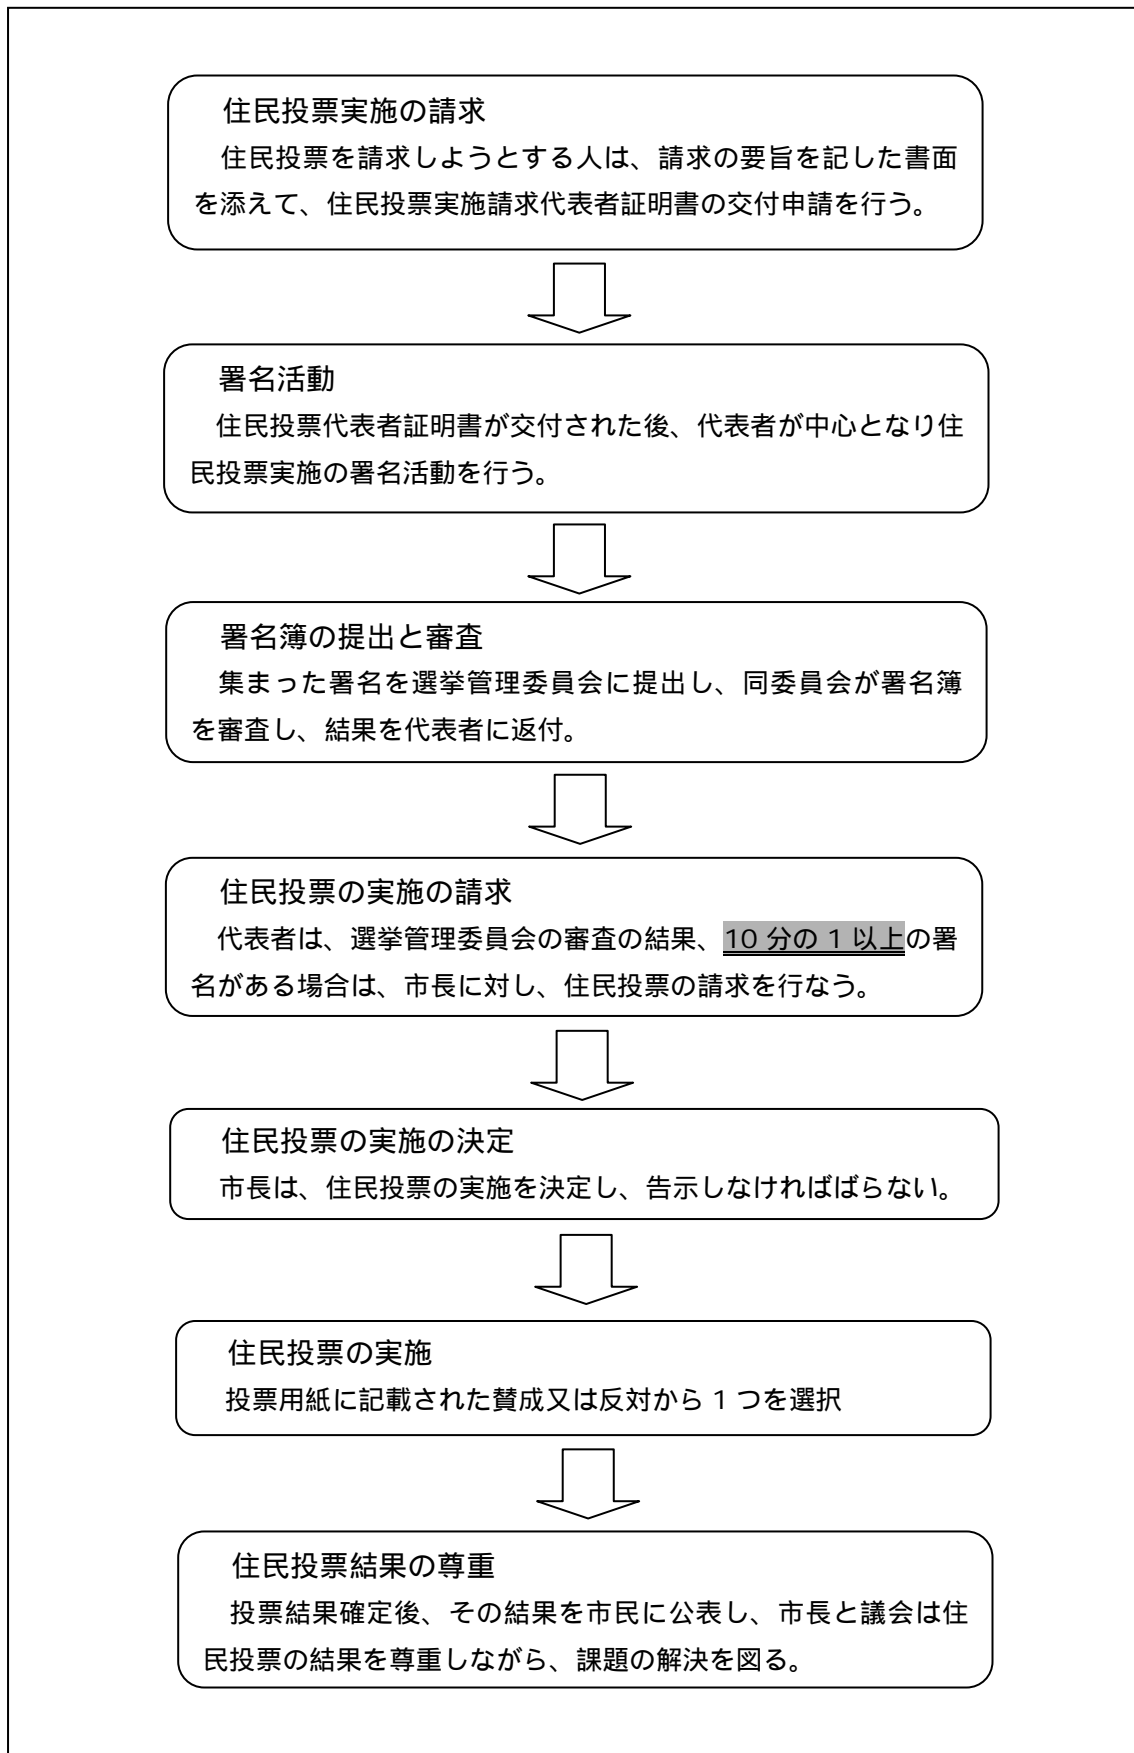 住民投票実施の請求
住民投票を請求しようとする人は、請求の要旨を記した書面
を添えて、住民投票実施請求代表者証明書の交付申請を行う。
署名活動
住民投票代表者証明書が交付された後、代表者が中心となり住
民投票実施の署名活動を行う。
署名簿の提出と審査
集まった署名を選挙管理委員会に提出し、同委員会が署名簿
を審査し、結果を代表者に返付。
住民投票の実施の請求
代表者は、選挙管理委員会の審査の結果、10 分の 1 以上の署
名がある場合は、市長に対し、住民投票の請求を行なう。
住民投票の実施の決定
市長は、住民投票の実施を決定し、告示しなければばらない。
住民投票の実施
投票用紙に記載された賛成又は反対から 1 つを選択
住民投票結果の尊重
投票結果確定後、その結果を市民に公表し、市長と議会は住
民投票の結果を尊重しながら、課題の解決を図る。